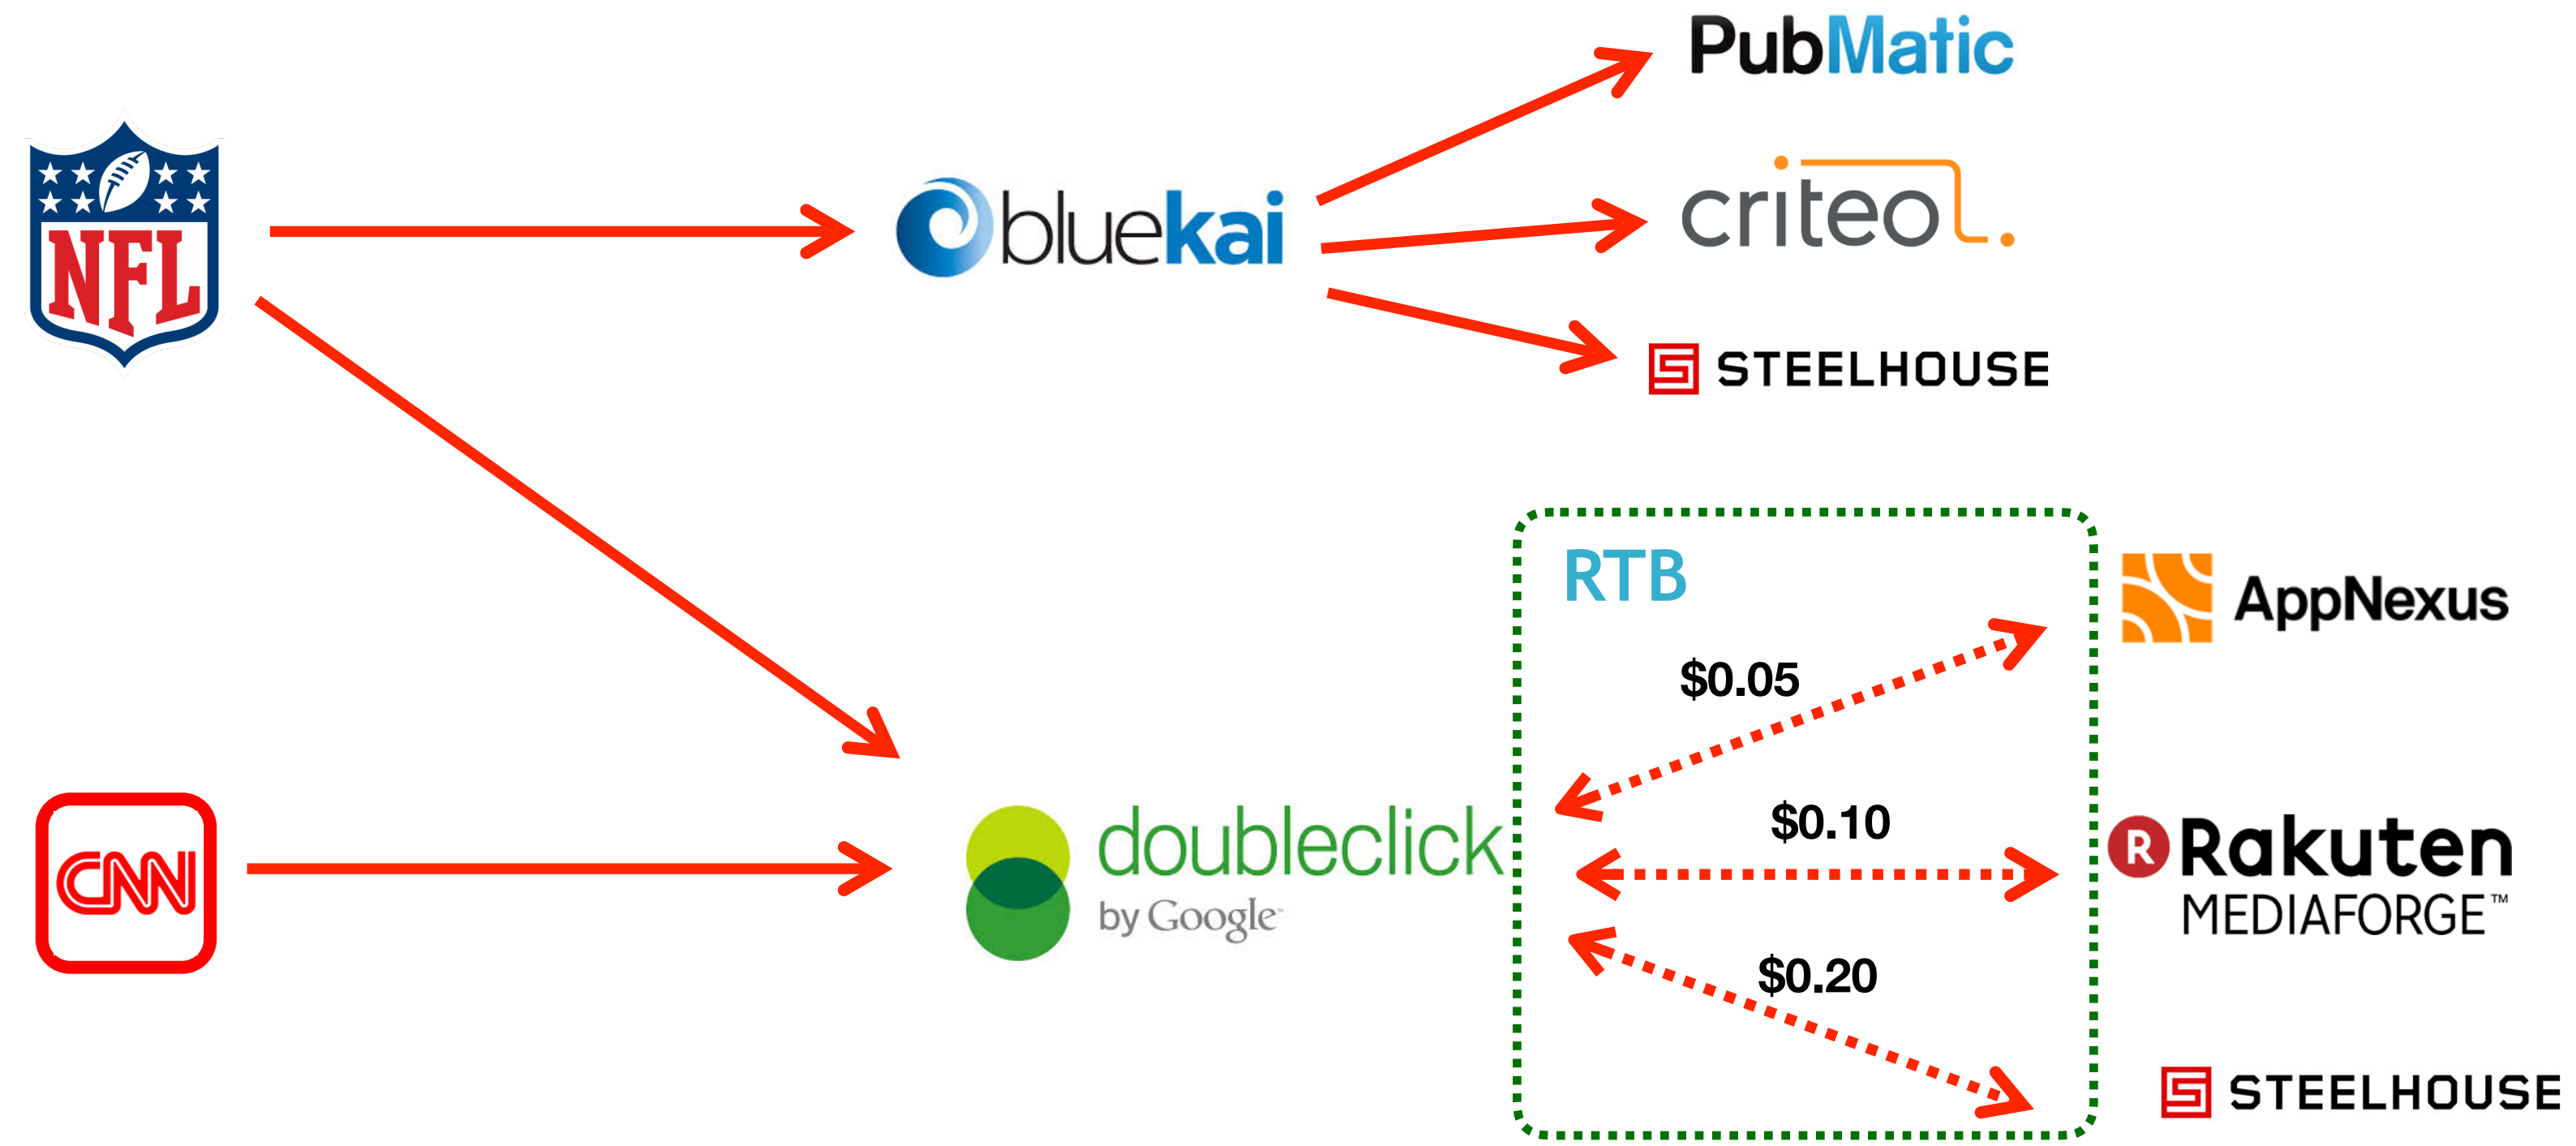 PubMatic
NFL
bluekai
criteo
STEELHOUSE
RTB
AppNexus
$0.05
CNN
doubleclick
by Google
$0.10
R Rakuten
MEDIAFORGE™
$0.20
STEELHOUSE